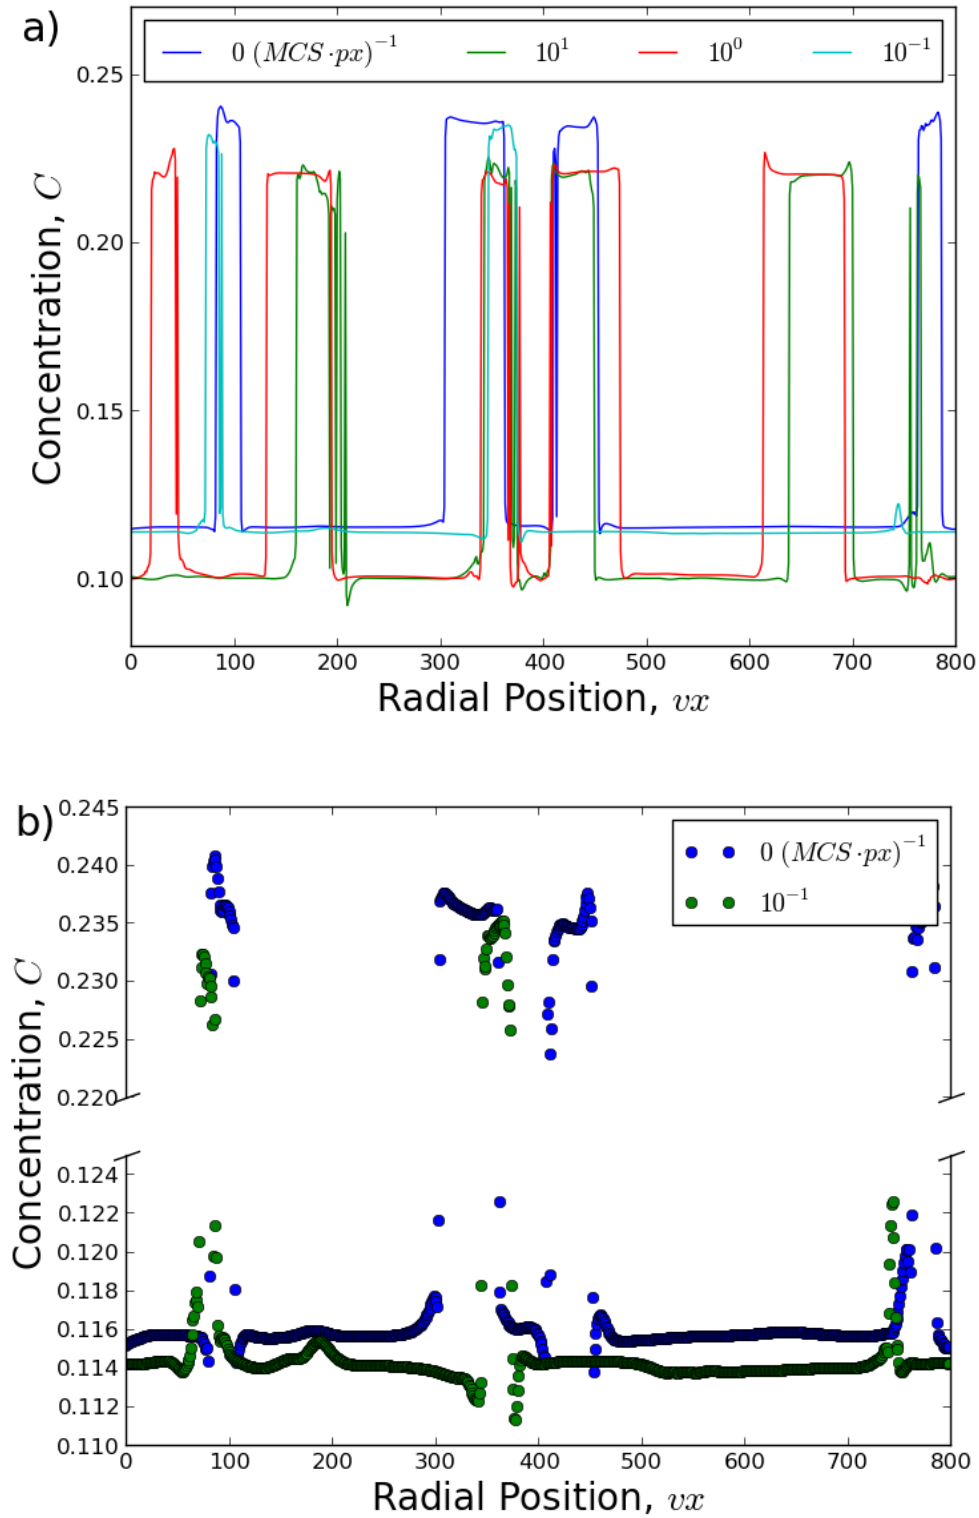 a)
0 (MCS·px)⁻¹ 10¹ 10⁰ 10⁻¹
0.25
0.20
0.15
0.10
Concentration, C
0 100 200 300 400 500 600 700 800
Radial Position, vx
b)
0.245
0.240
0.235
0.230
0.225
0.220
0 (MCS·px)⁻¹
10⁻¹
Concentration, C
0.124
0.122
0.120
0.118
0.116
0.114
0.112
0.110
0 100 200 300 400 500 600 700 800
Radial Position, vx